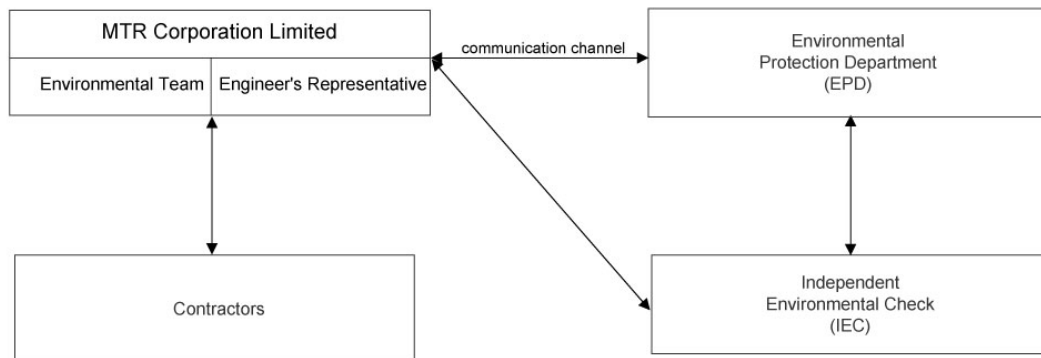 MTR Corporation Limited
Environmental Team
Engineer's Representative
communication channel
Environmental
Protection Department
(EPD)
Contractors
Independent
Environmental Check
(IEC)